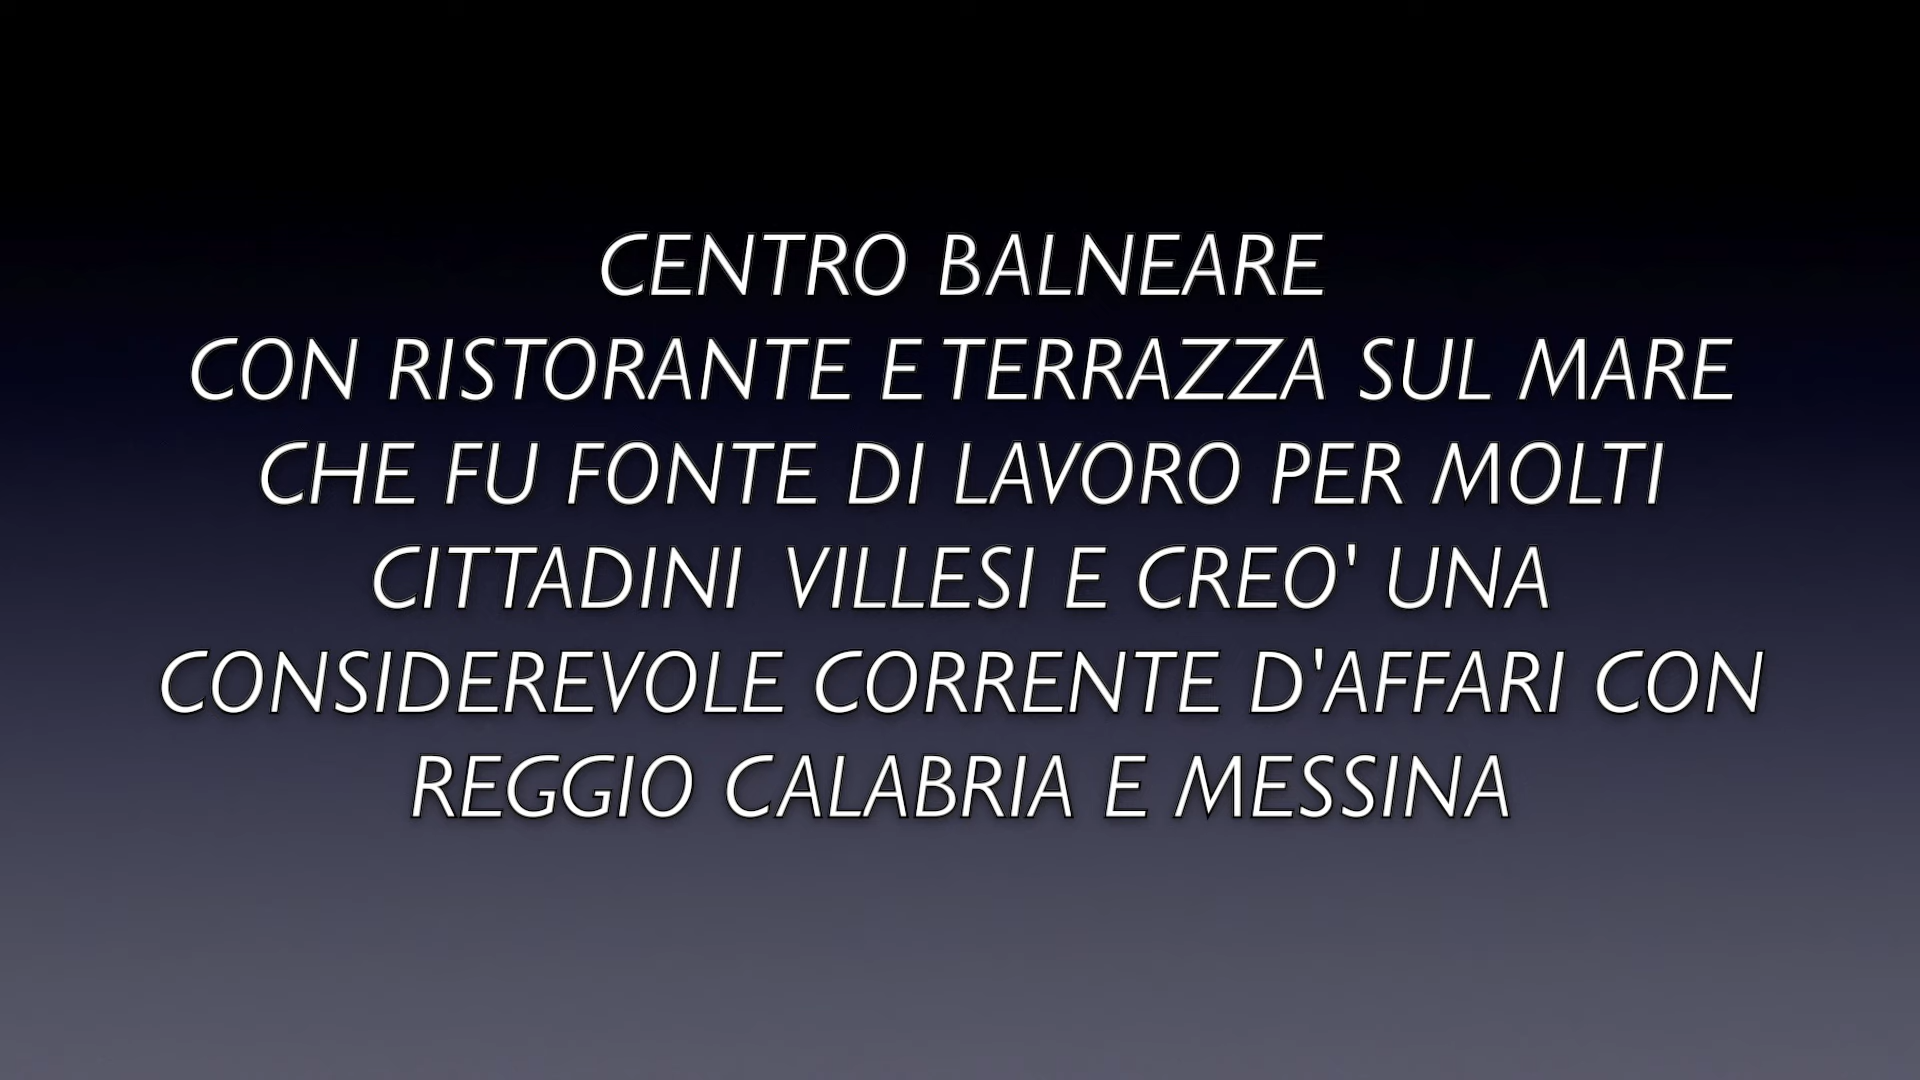 CENTRO BALNEARE
CON RISTORANTE E TERRAZZA SUL MARE
CHE FU FONTE DI LAVORO PER MOLTI
CITTADINI VILLESI E CREO' UNA
CONSIDEREVOLE CORRENTE D'AFFARI CON
REGGIO CALABRIA E MESSINA